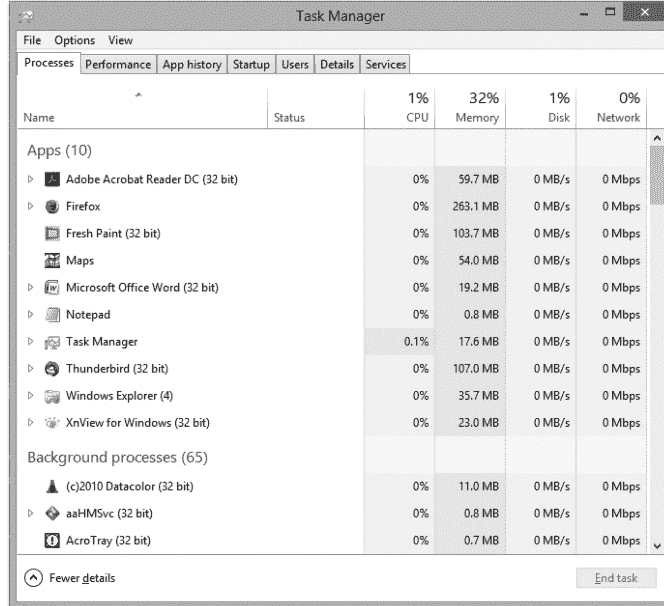 Task Manager
File Options View
Processes Performance App history Startup Users Details Services
1% 32% 1% 0%
Name Status CPU Memory Disk Network
Apps (10)
Adobe Acrobat Reader DC (32 bit) 0% 59.7 MB 0 MB/s 0 Mbps
Firefox 0% 263.1 MB 0 MB/s 0 Mbps
Fresh Paint (32 bit) 0% 103.7 MB 0 MB/s 0 Mbps
Maps 0% 54.0 MB 0 MB/s 0 Mbps
Microsoft Office Word (32 bit) 0% 19.2 MB 0 MB/s 0 Mbps
Notepad 0% 0.8 MB 0 MB/s 0 Mbps
Task Manager 0.1% 17.6 MB 0 MB/s 0 Mbps
Thunderbird (32 bit) 0% 107.0 MB 0 MB/s 0 Mbps
Windows Explorer (4) 0% 35.7 MB 0 MB/s 0 Mbps
XnView for Windows (32 bit) 0% 23.0 MB 0 MB/s 0 Mbps
Background processes (65)
(c)2010 Datacolor (32 bit) 0% 11.0 MB 0 MB/s 0 Mbps
aaHMSvc (32 bit) 0% 0.8 MB 0 MB/s 0 Mbps
AcroTray (32 bit) 0% 0.7 MB 0 MB/s 0 Mbps
Fewer details End task